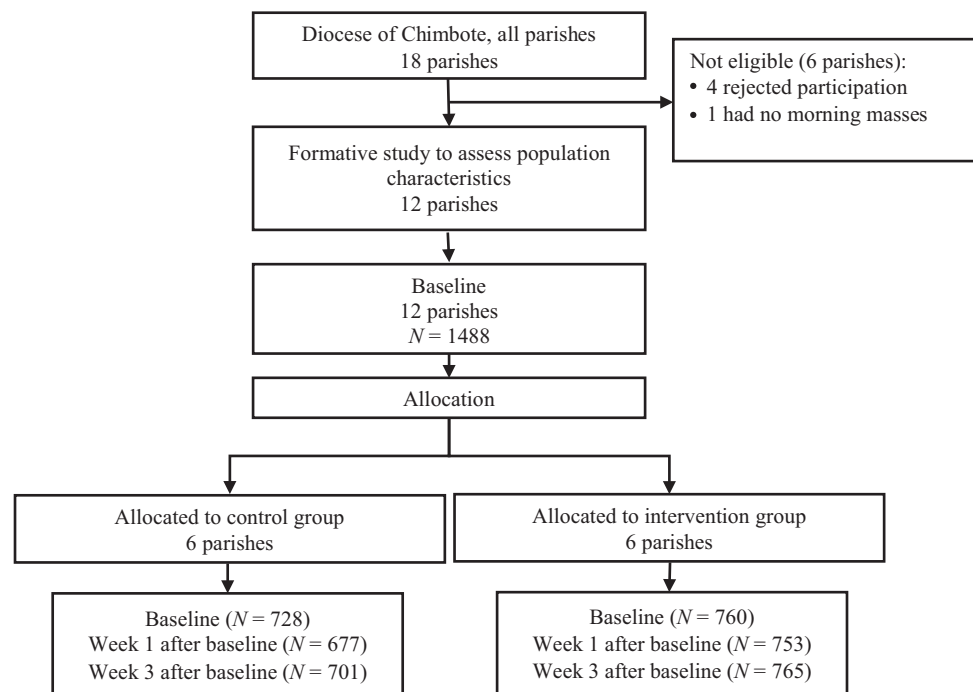 Diocese of Chimbote, all parishes
18 parishes
Not eligible (6 parishes):
• 4 rejected participation
• 1 had no morning masses
Formative study to assess population
characteristics
12 parishes
Baseline
12 parishes
N = 1488
Allocation
Allocated to control group
6 parishes
Allocated to intervention group
6 parishes
Baseline (N = 728)
Week 1 after baseline (N = 677)
Week 3 after baseline (N = 701)
Baseline (N = 760)
Week 1 after baseline (N = 753)
Week 3 after baseline (N = 765)